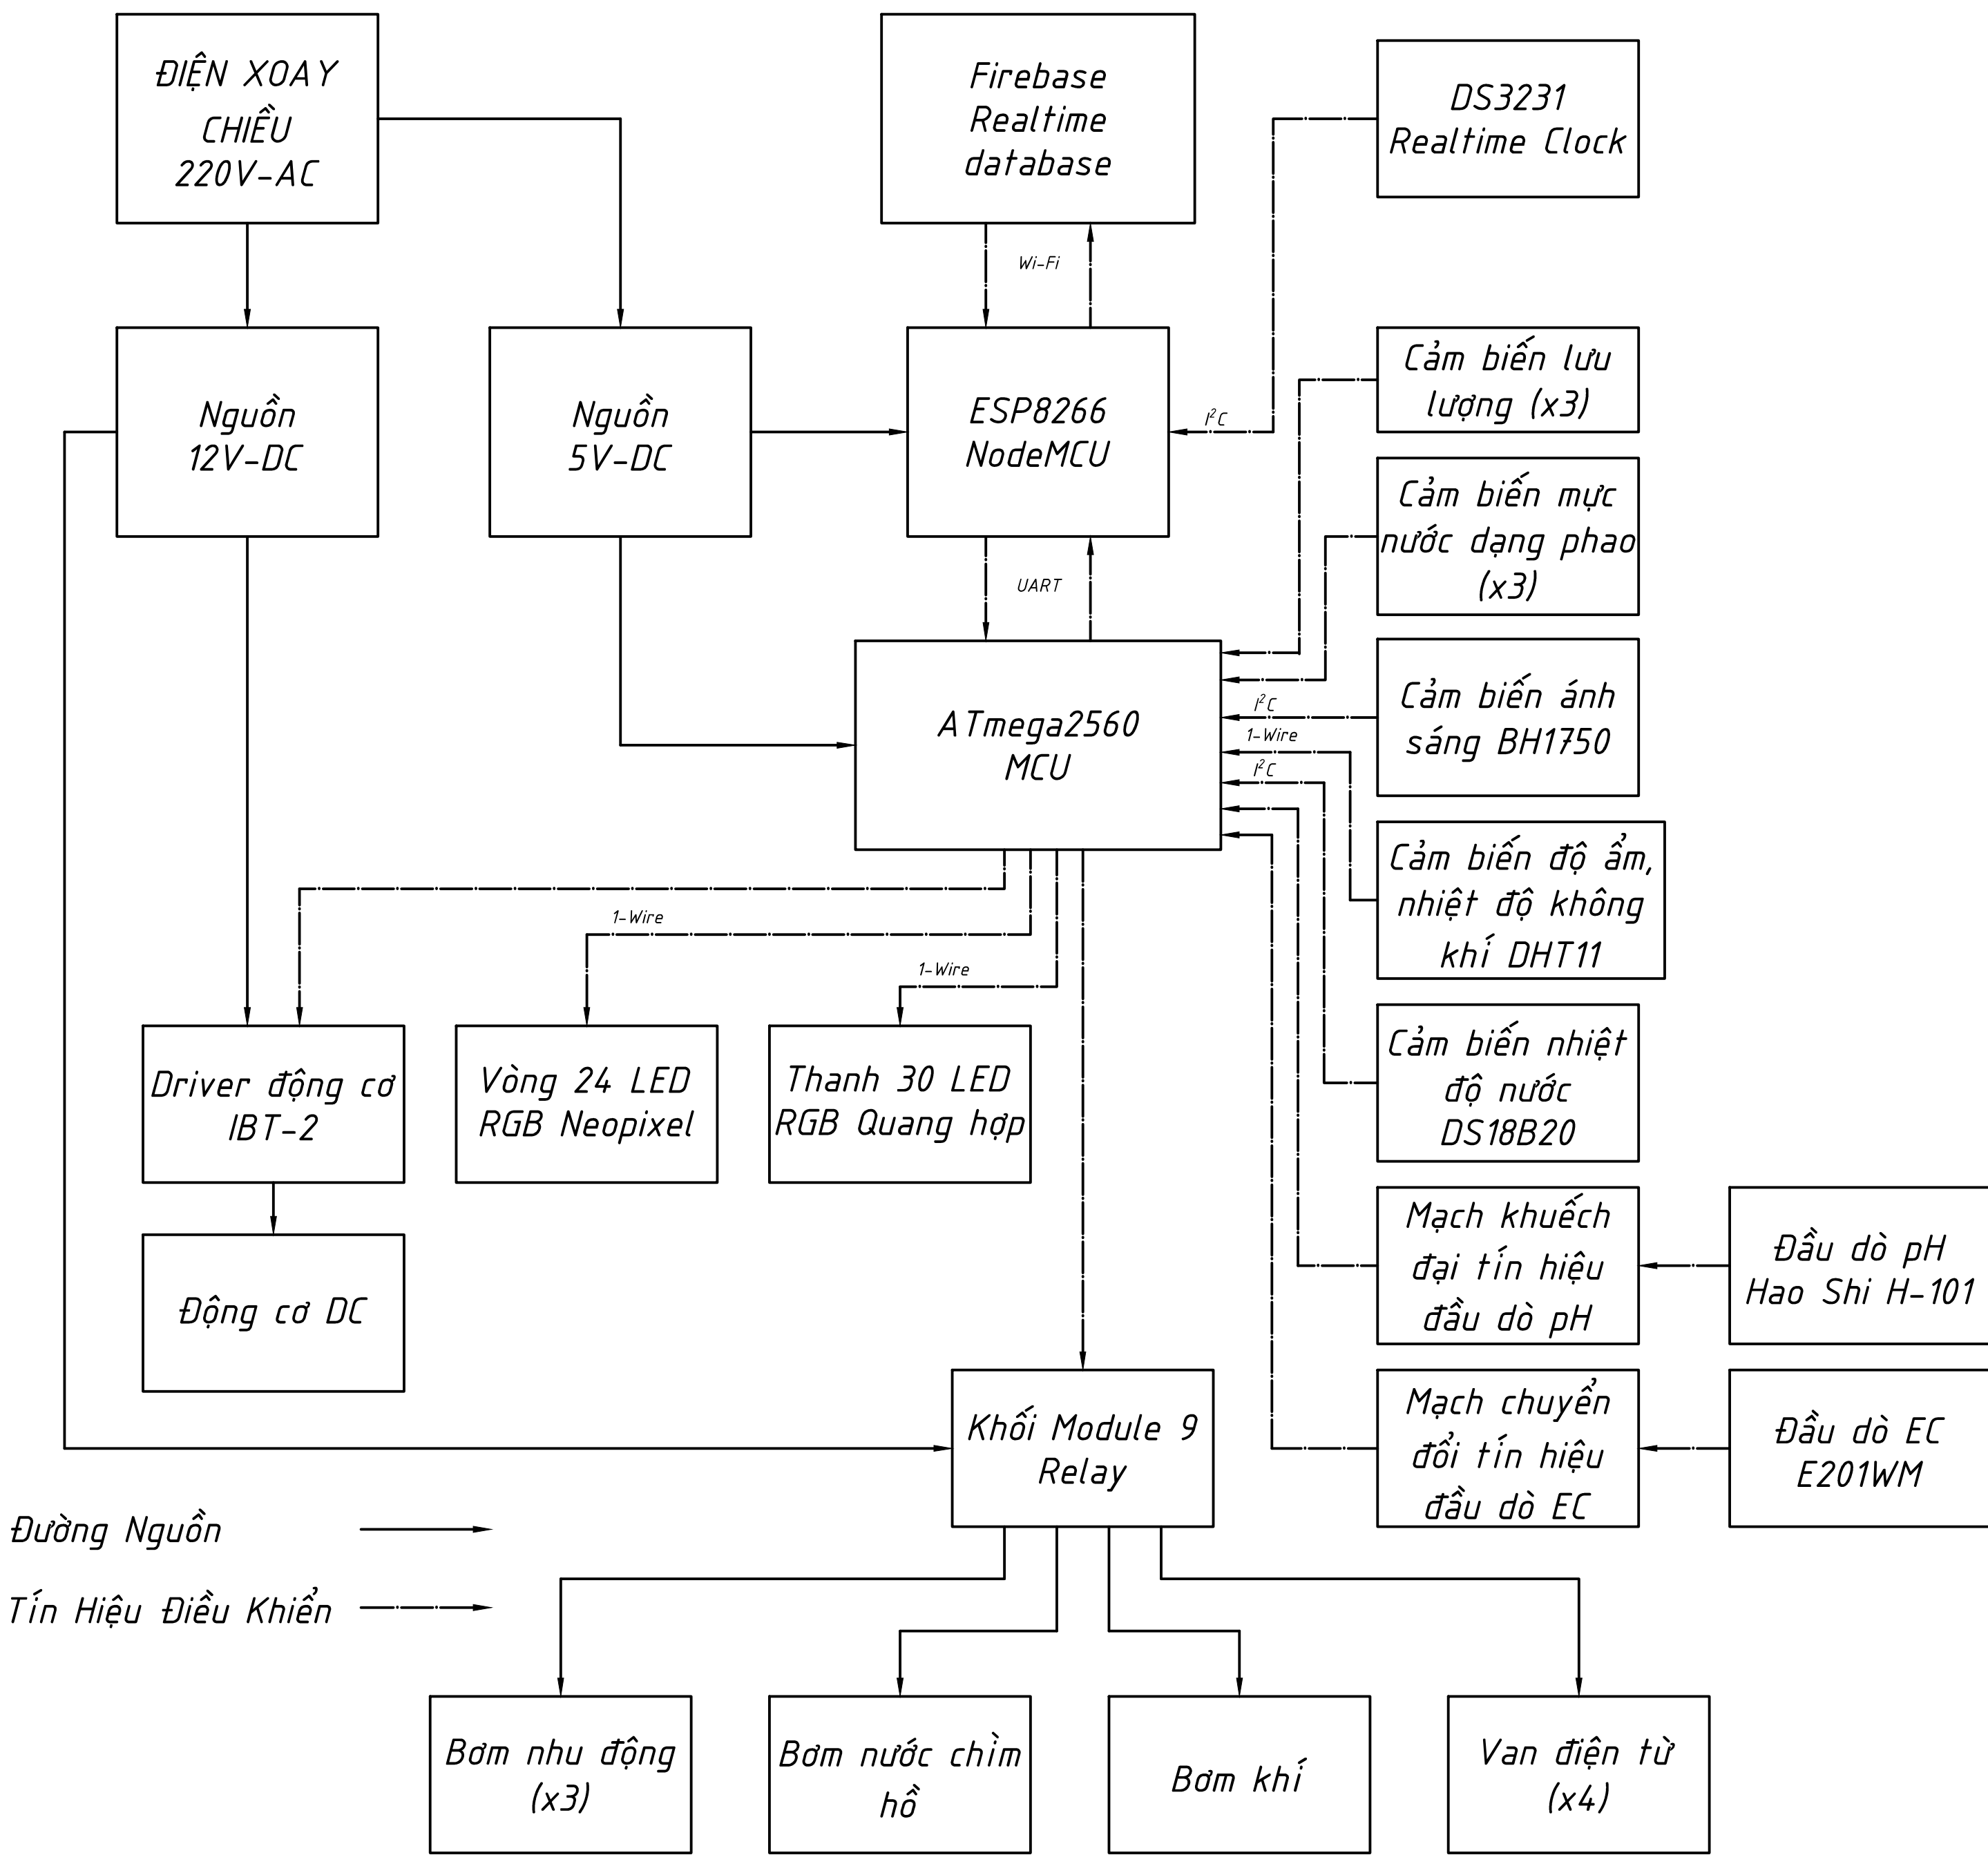 ĐIỆN XOAY
CHIỀU
220V-AC
Firebase
Realtime
database
DS3231
Realtime Clock
Wi-Fi
Nguồn
12V-DC
Nguồn
5V-DC
ESP8266
NodeMCU
I²C
Cảm biến lưu
lượng (x3)
Cảm biến mực
nước dạng phao
(x3)
UART
ATmega2560
MCU
I²C
1-Wire
I²C
Cảm biến ánh
sáng BH1750
Cảm biến độ ẩm,
nhiệt độ không
khí DHT11
1-Wire
1-Wire
Driver động cơ
IBT-2
Vòng 24 LED
RGB Neopixel
Thanh 30 LED
RGB Quang hợp
Cảm biến nhiệt
độ nước
DS18B20
Động cơ DC
Mạch khuếch
đại tín hiệu
đầu dò pH
Đầu dò pH
Hao Shi H-101
Khối Module 9
Relay
Mạch chuyển
đổi tín hiệu
đầu dò EC
Đầu dò EC
E201WM
Đường Nguồn
Tín Hiệu Điều Khiển
Bơm nhu động
(x3)
Bơm nước chìm
hồ
Bơm khí
Van điện từ
(x4)